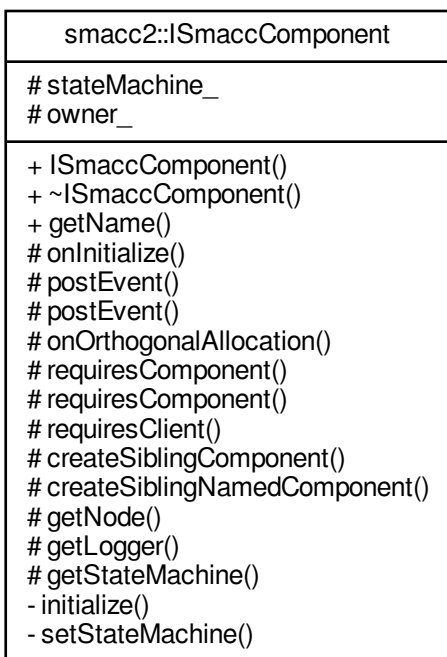 smacc2::ISmaccComponent
# stateMachine_
# owner_
+ ISmaccComponent()
+ ~ISmaccComponent()
+ getName()
# onInitialize()
# postEvent()
# postEvent()
# onOrthogonalAllocation()
# requiresComponent()
# requiresComponent()
# requiresClient()
# createSiblingComponent()
# createSiblingNamedComponent()
# getNode()
# getLogger()
# getStateMachine()
- initialize()
- setStateMachine()